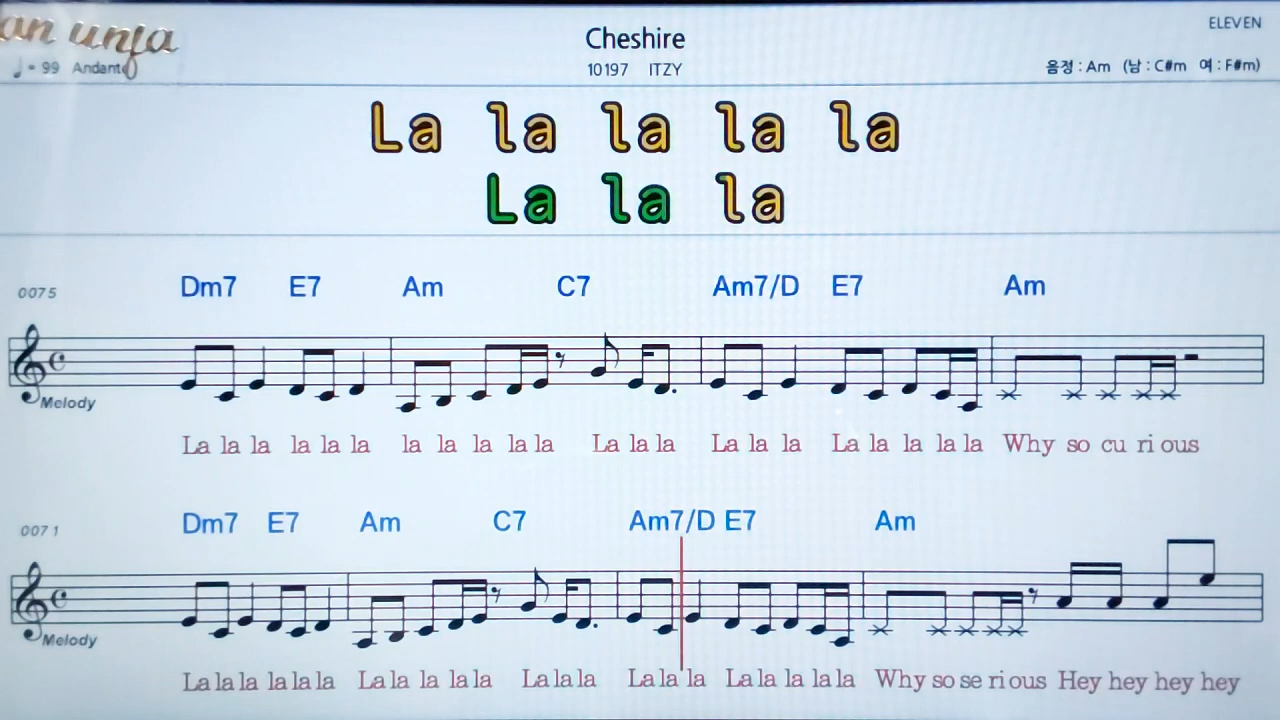 an unja
Cheshire
ELEVEN
♩ = 99 Andante
10197 ITZY
음정 : Am (남 : C#m 여 : F#m)
La la la la la
La la la
0075
Dm7 E7 Am C7 Am7/D E7 Am
Melody
La la la la la la la la la la la La la la La la la La la la la la Why so cu ri ous
0071
Dm7 E7 Am C7 Am7/D E7 Am
Melody
La la la la la la La la la la la La la la La la la La la la la la Why so se ri ous Hey hey hey hey